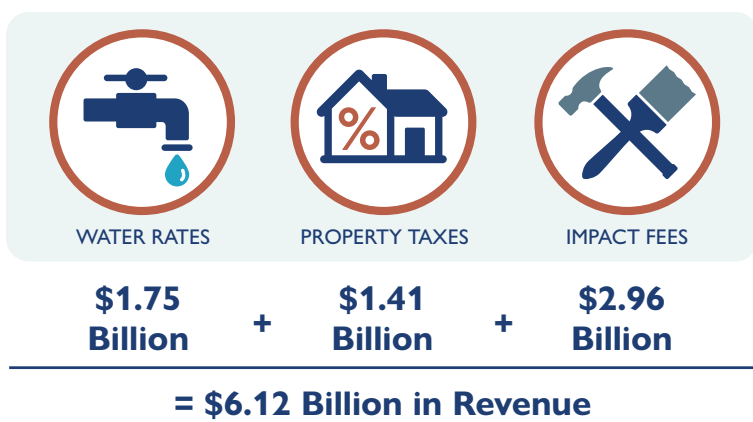 %
WATER RATES
PROPERTY TAXES
IMPACT FEES
$1.75
Billion
+
$1.41
Billion
+
$2.96
Billion
= $6.12 Billion in Revenue